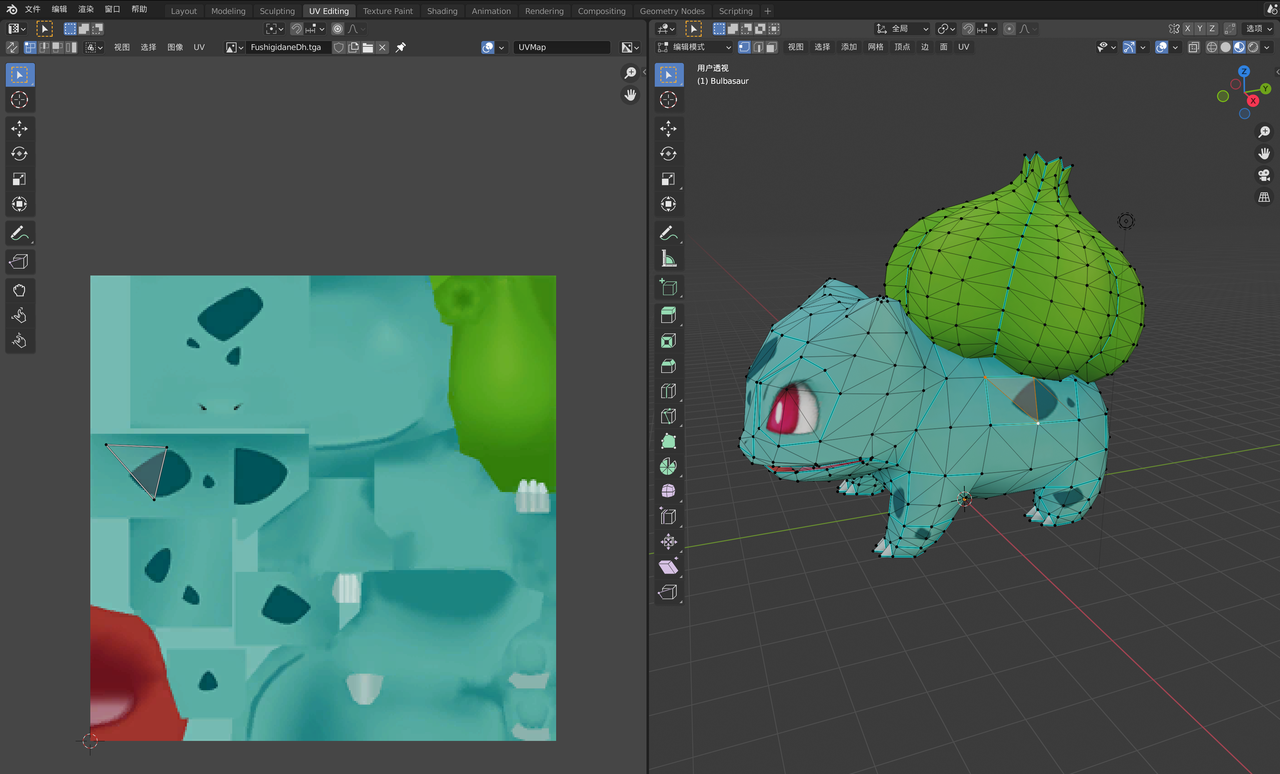 文件 编辑 渲染 窗口 帮助 Layout Modeling Sculpting UV Editing Texture Paint Shading Animation Rendering Compositing Geometry Nodes Scripting +
全局 X Y Z 选项
视图 选择 图像 UV FushigidaneDh.tga UVMap
编辑模式 视图 选择 添加 网格 顶点 边 面 UV
用户透视
(1) Bulbasaur
Z
Y
X